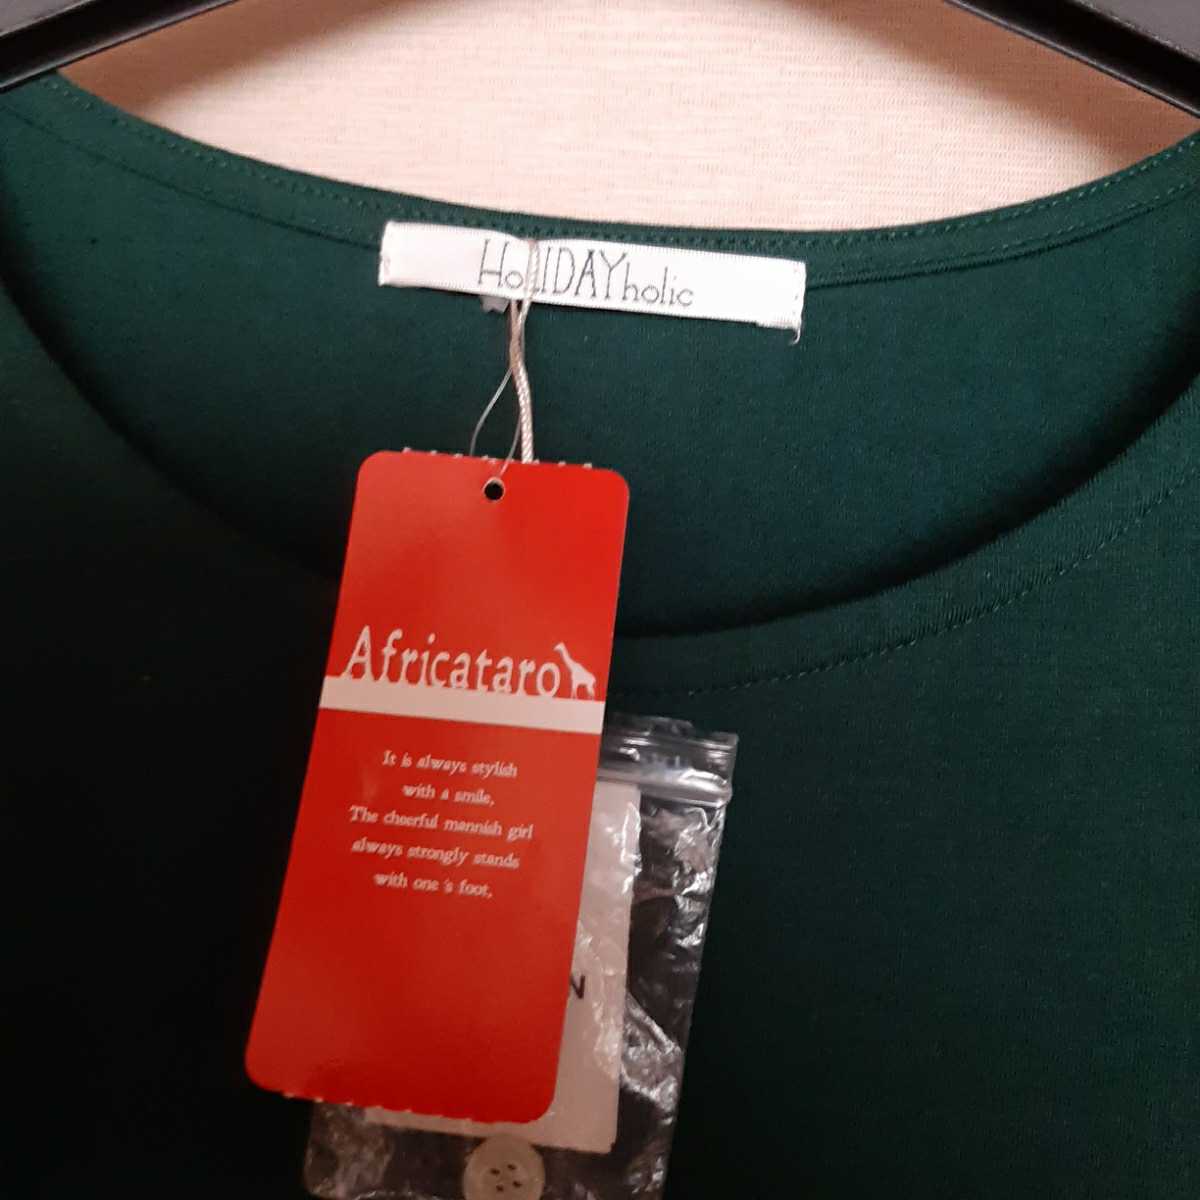 HoLIDAYholic
Africataro
It is always stylish
with a smile,
The cheerful mannish girl
always strongly stands
with one 's foot,
N